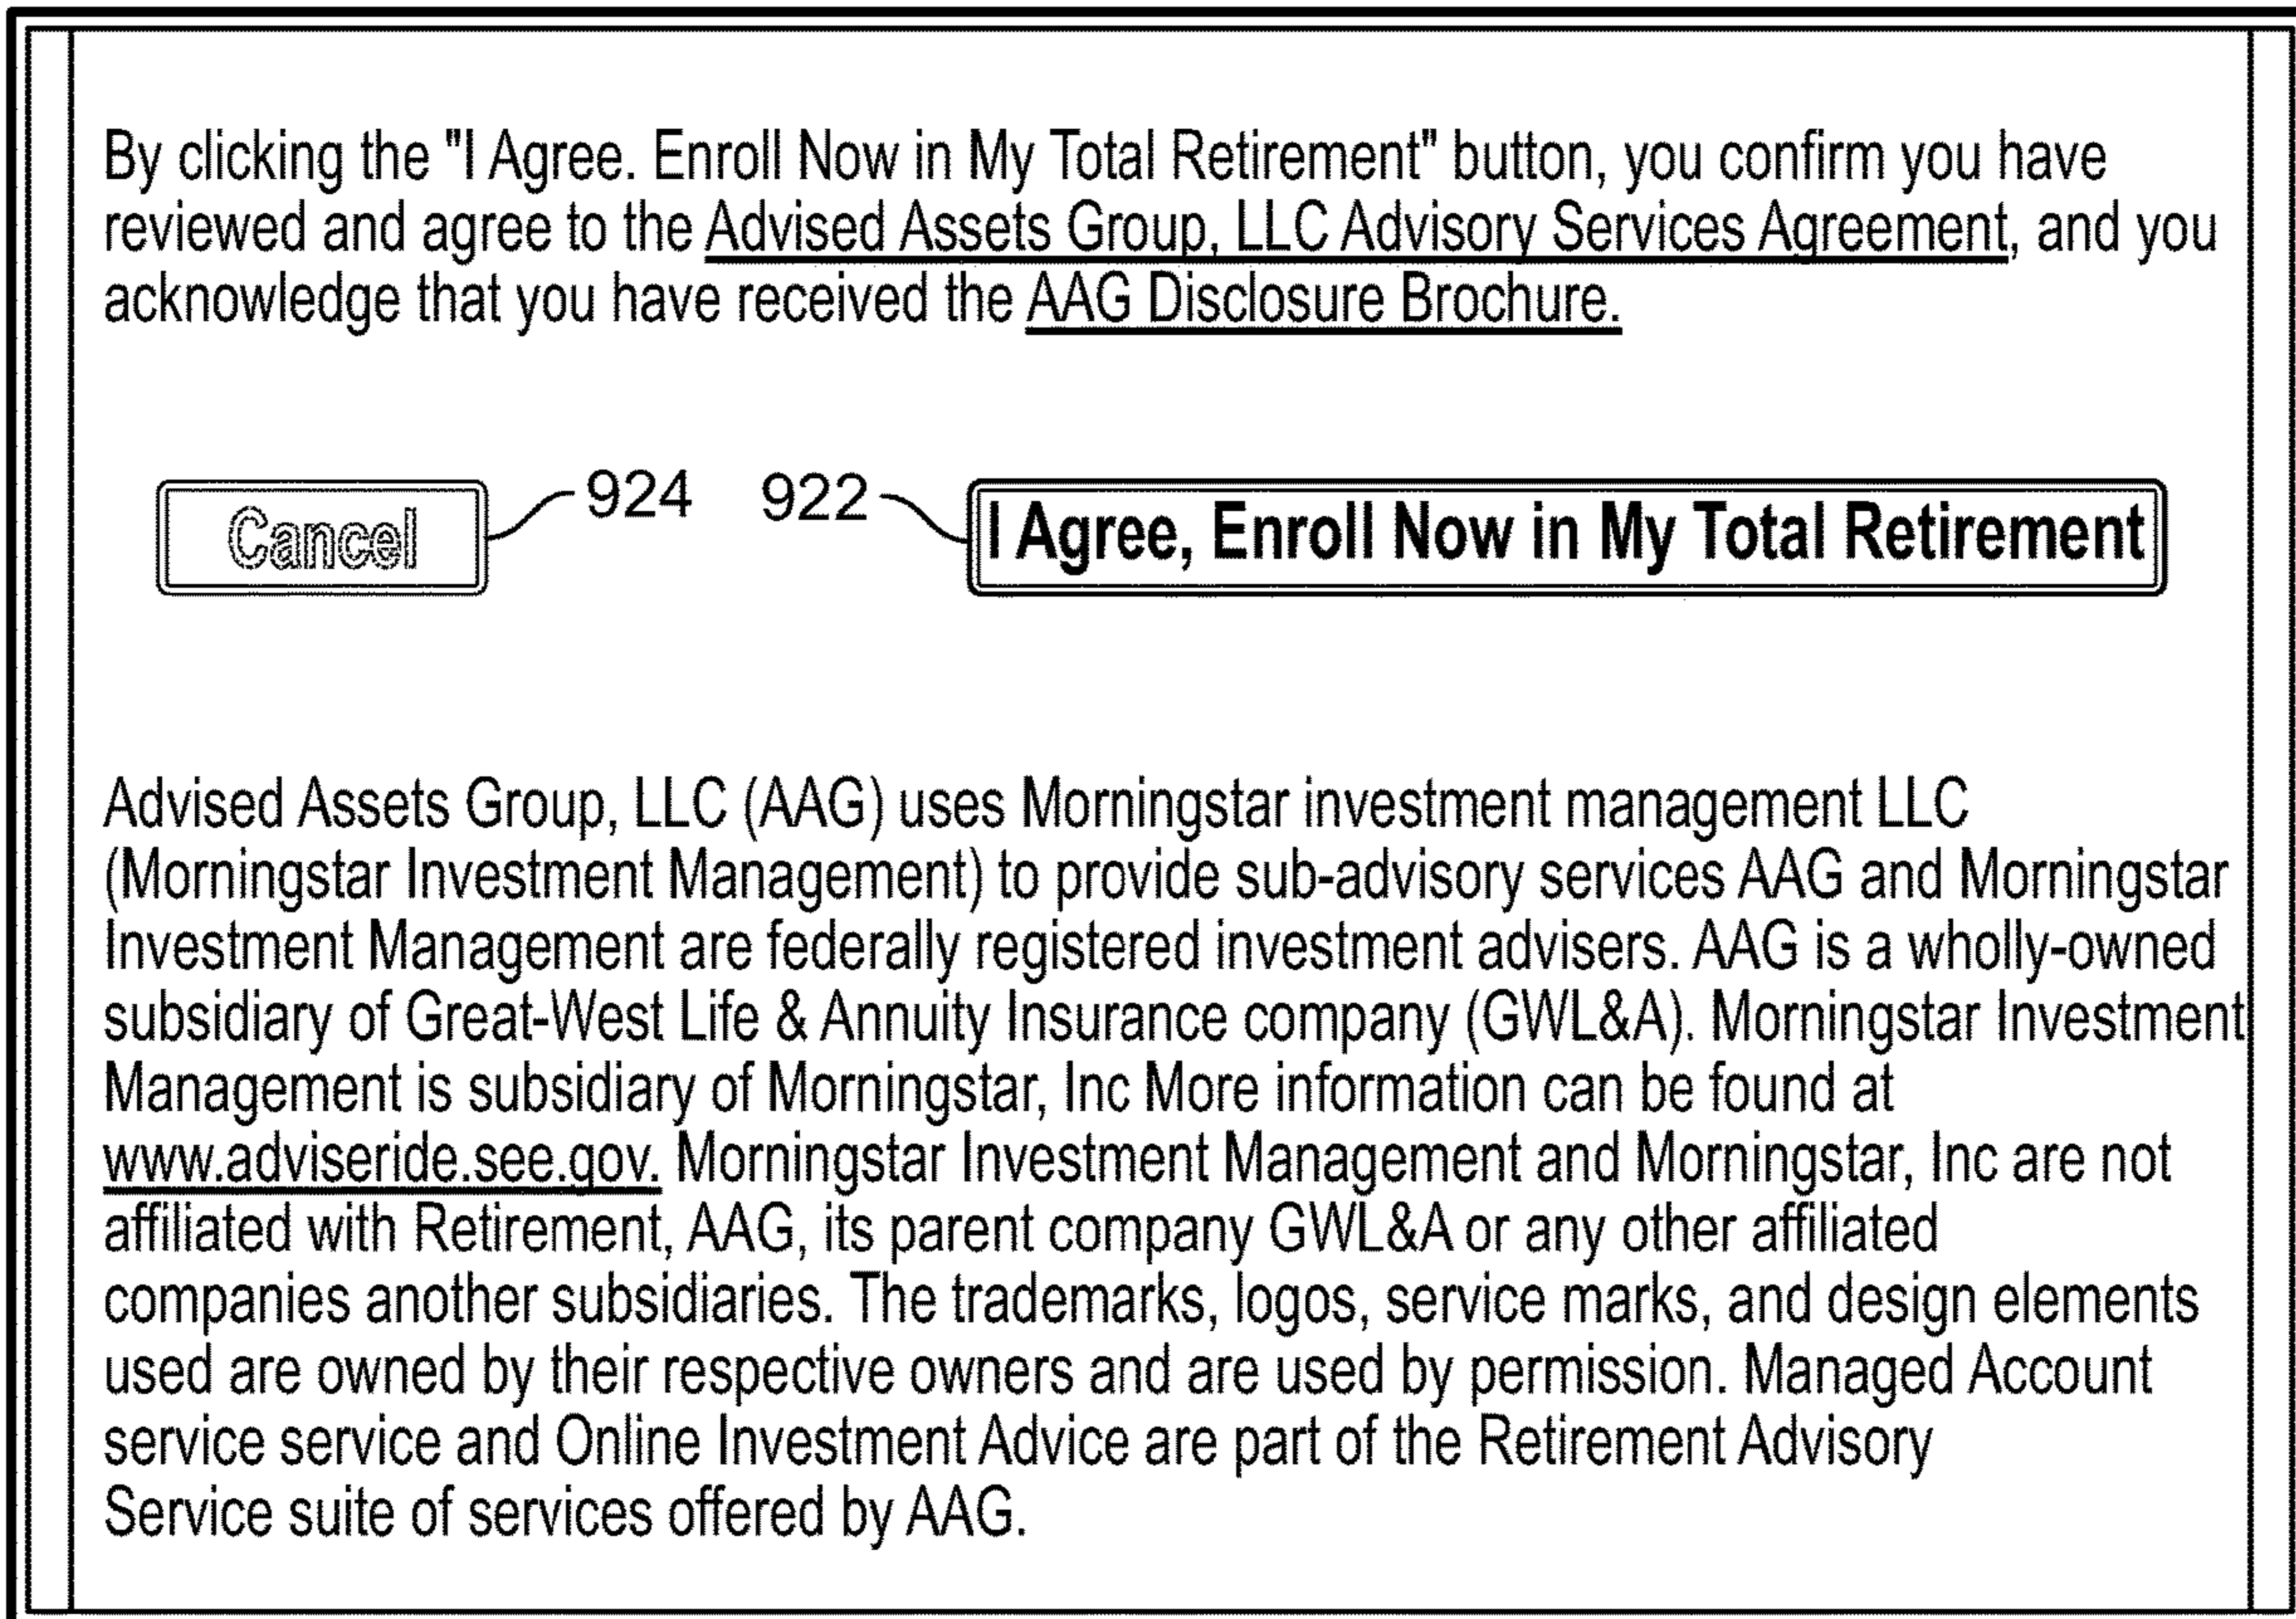 By clicking the "I Agree. Enroll Now in My Total Retirement" button, you confirm you have
reviewed and agree to the Advised Assets Group, LLC Advisory Services Agreement, and you
acknowledge that you have received the AAG Disclosure Brochure.
Cancel 924 922 I Agree, Enroll Now in My Total Retirement
Advised Assets Group, LLC (AAG) uses Morningstar investment management LLC
(Morningstar Investment Management) to provide sub-advisory services AAG and Morningstar
Investment Management are federally registered investment advisers. AAG is a wholly-owned
subsidiary of Great-West Life & Annuity Insurance company (GWL&A). Morningstar Investment
Management is subsidiary of Morningstar, Inc More information can be found at
www.adviseride.see.gov. Morningstar Investment Management and Morningstar, Inc are not
affiliated with Retirement, AAG, its parent company GWL&A or any other affiliated
companies another subsidiaries. The trademarks, logos, service marks, and design elements
used are owned by their respective owners and are used by permission. Managed Account
service service and Online Investment Advice are part of the Retirement Advisory
Service suite of services offered by AAG.